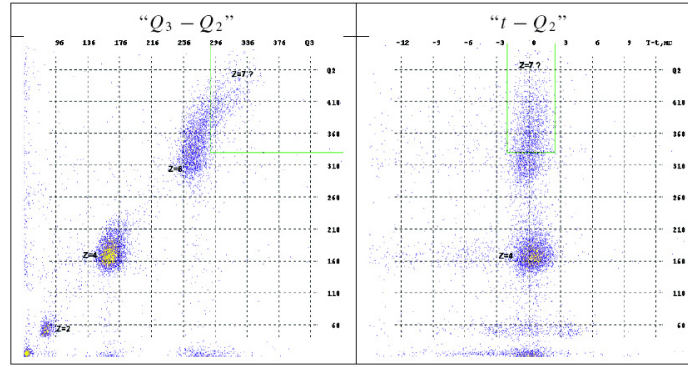 “Q3 – Q2” “t – Q2”
96 136 176 216 256 296 336 376 Q3 -12 -9 -6 -3 0 3 6 9 T-t,мс
Q2 Q2
Z=7? Z=7?
410 410
360 360
310 310
Z=6
260 260
210 210
Z=4 Z=4
160 160
110 110
Z=2
60 60